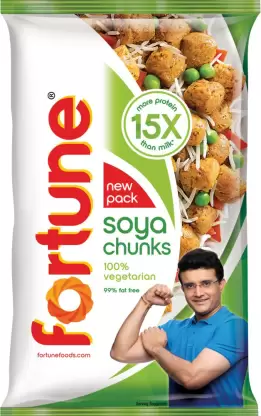 fortune®
more protein
15X
than milk*
new
pack
soya
chunks
100%
vegetarian
99% fat free
fortunefoods.com